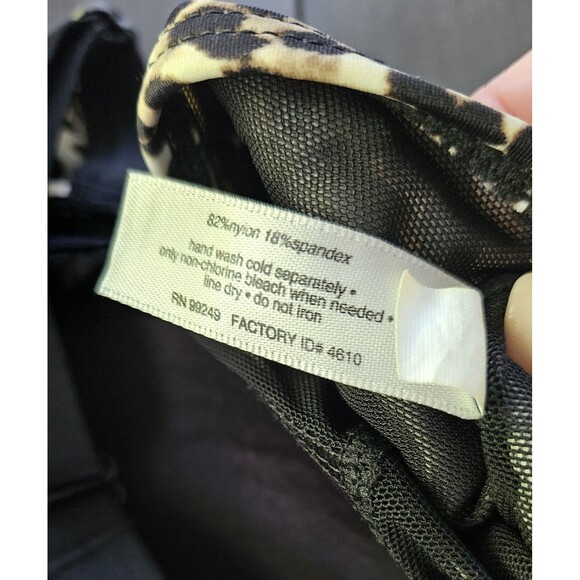 82%nylon 18%spandex
hand wash cold separately •
only non-chlorine bleach when needed •
line dry • do not iron
RN 99249 FACTORY ID# 4610